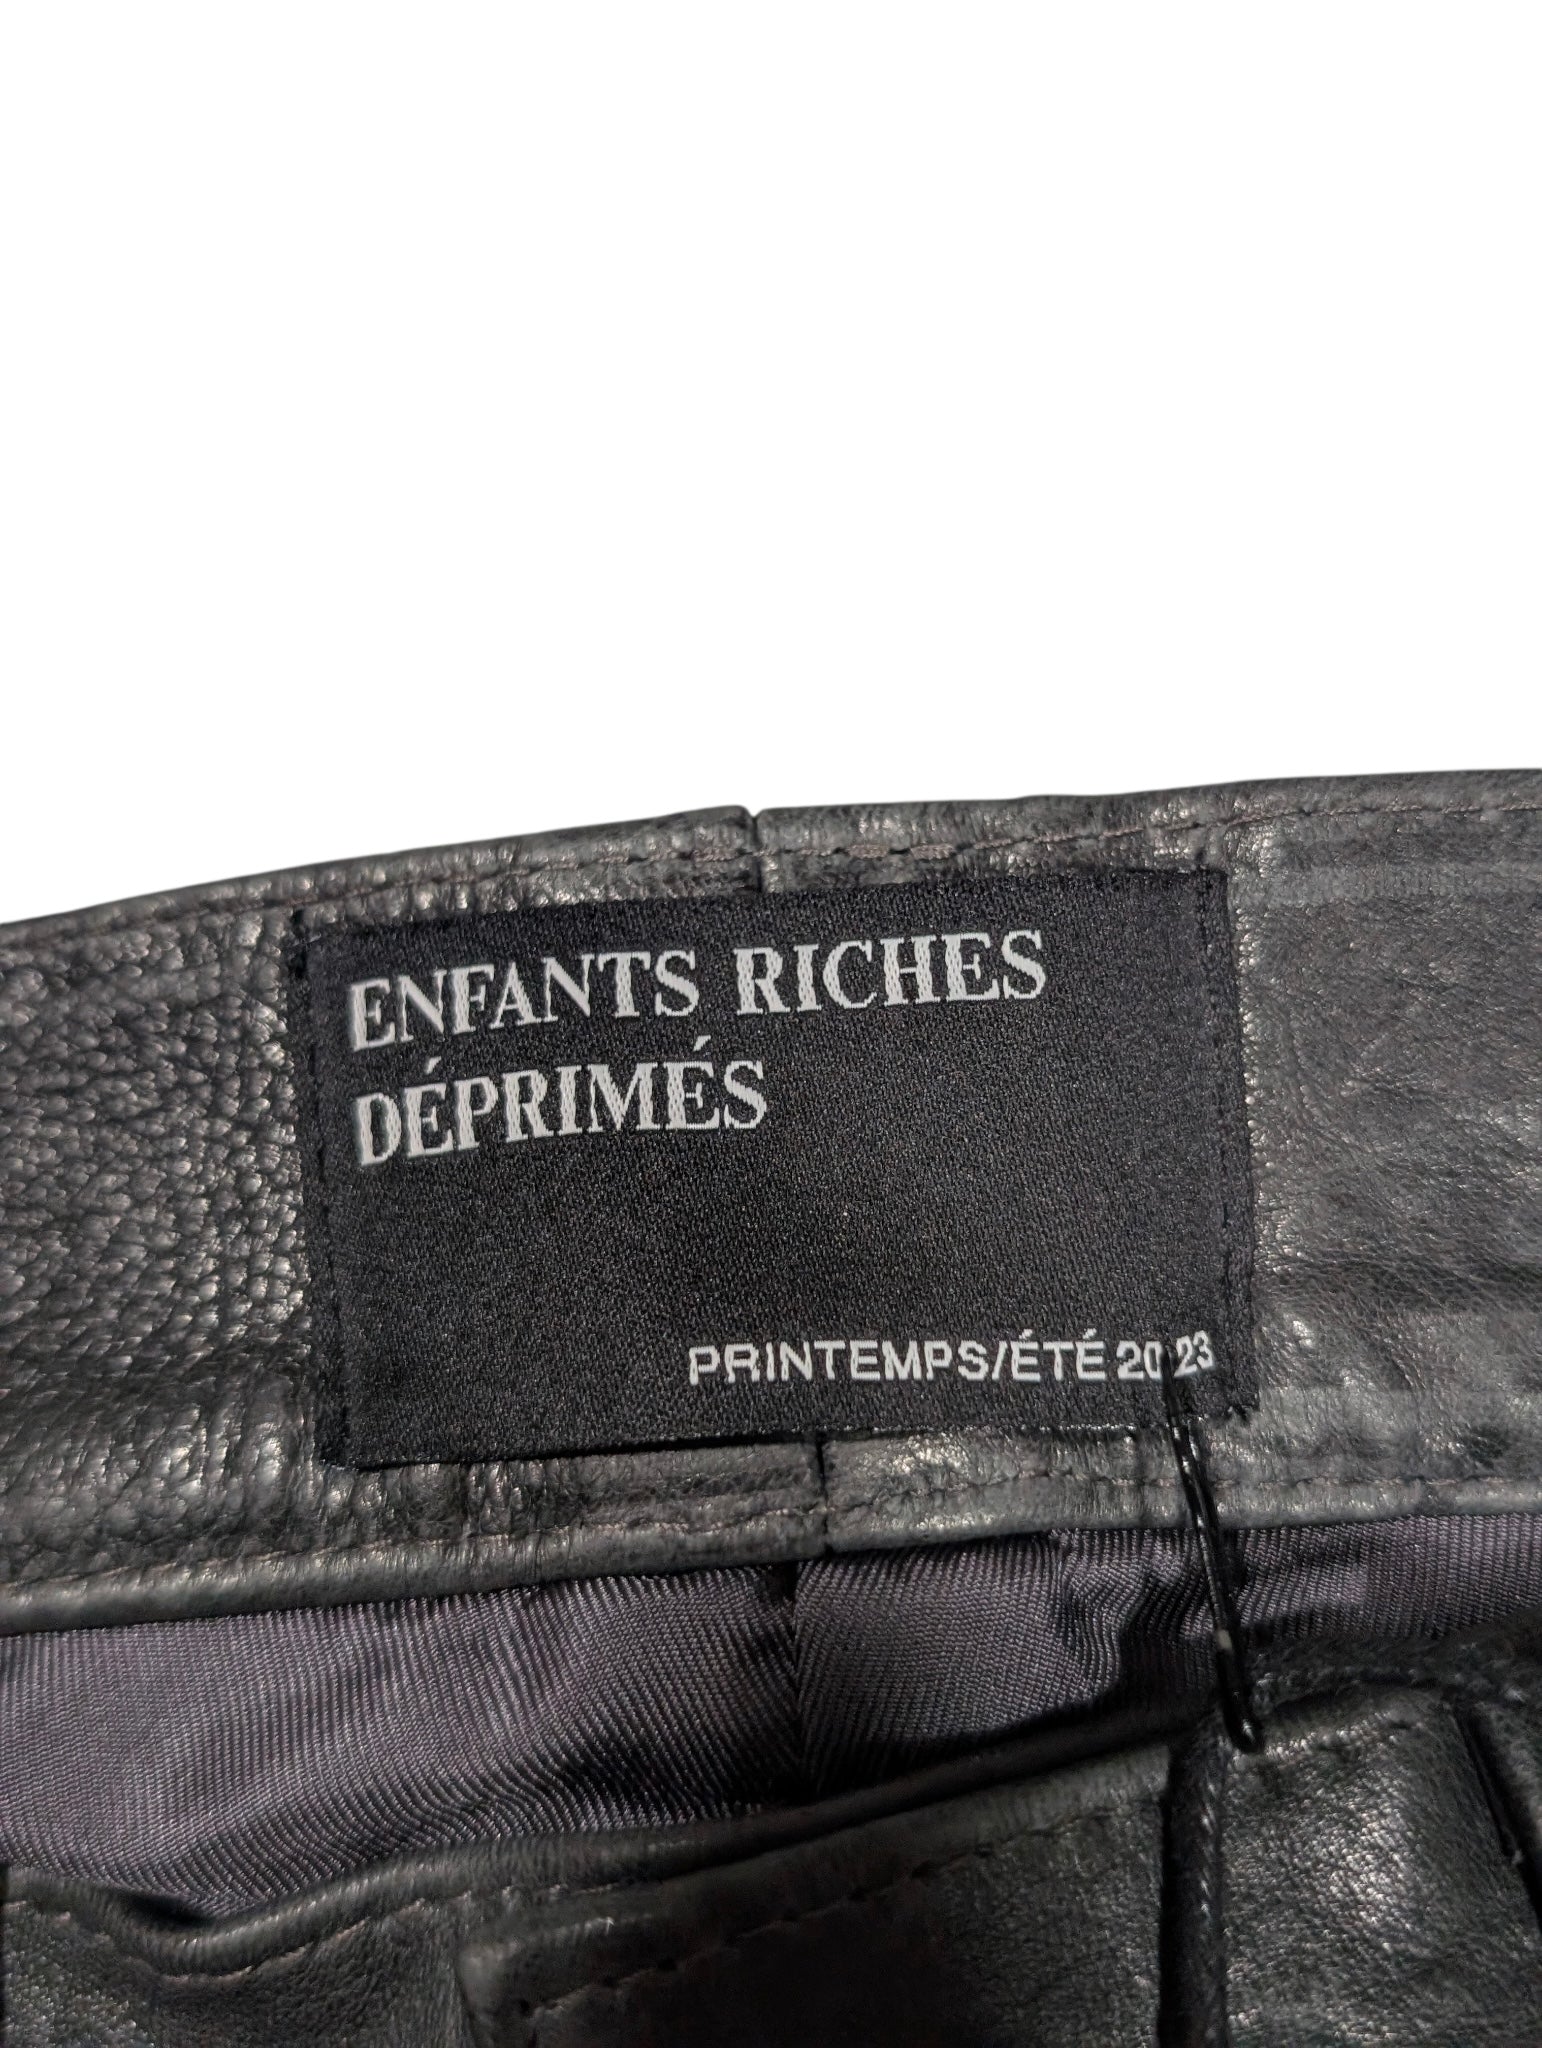 ENFANTS RICHES
DÉPRIMÉS
PRINTEMPS/ÉTÉ 2023